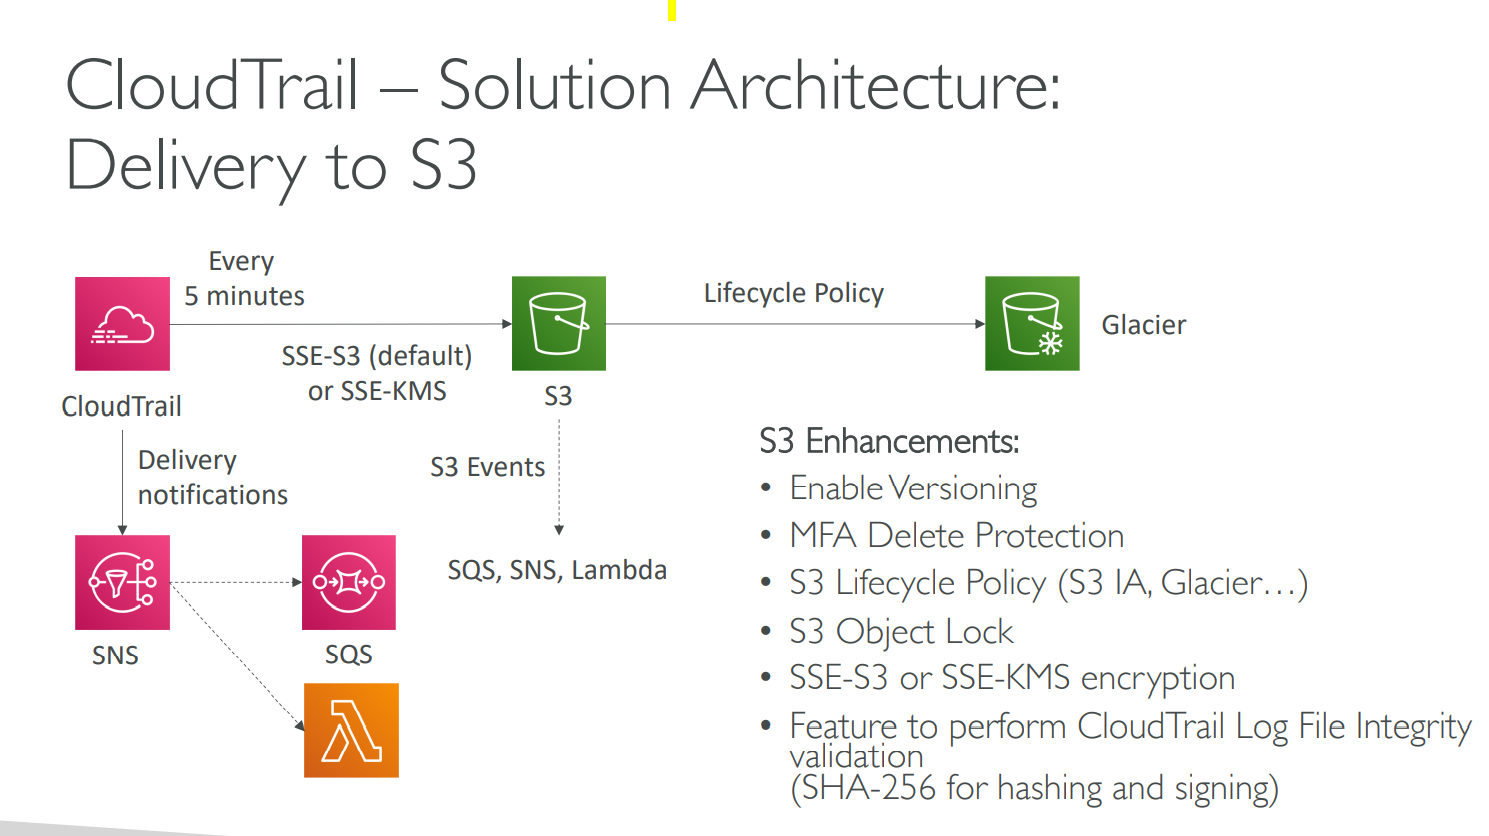 CloudTrail – Solution Architecture:
Delivery to S3
Every
5 minutes
SSE-S3 (default)
or SSE-KMS
Lifecycle Policy
Glacier
CloudTrail
S3
Delivery
notifications
S3 Events
SQS, SNS, Lambda
SNS
SQS
S3 Enhancements:
• Enable Versioning
• MFA Delete Protection
• S3 Lifecycle Policy (S3 IA, Glacier…)
• S3 Object Lock
• SSE-S3 or SSE-KMS encryption
• Feature to perform CloudTrail Log File Integrity
validation
(SHA-256 for hashing and signing)